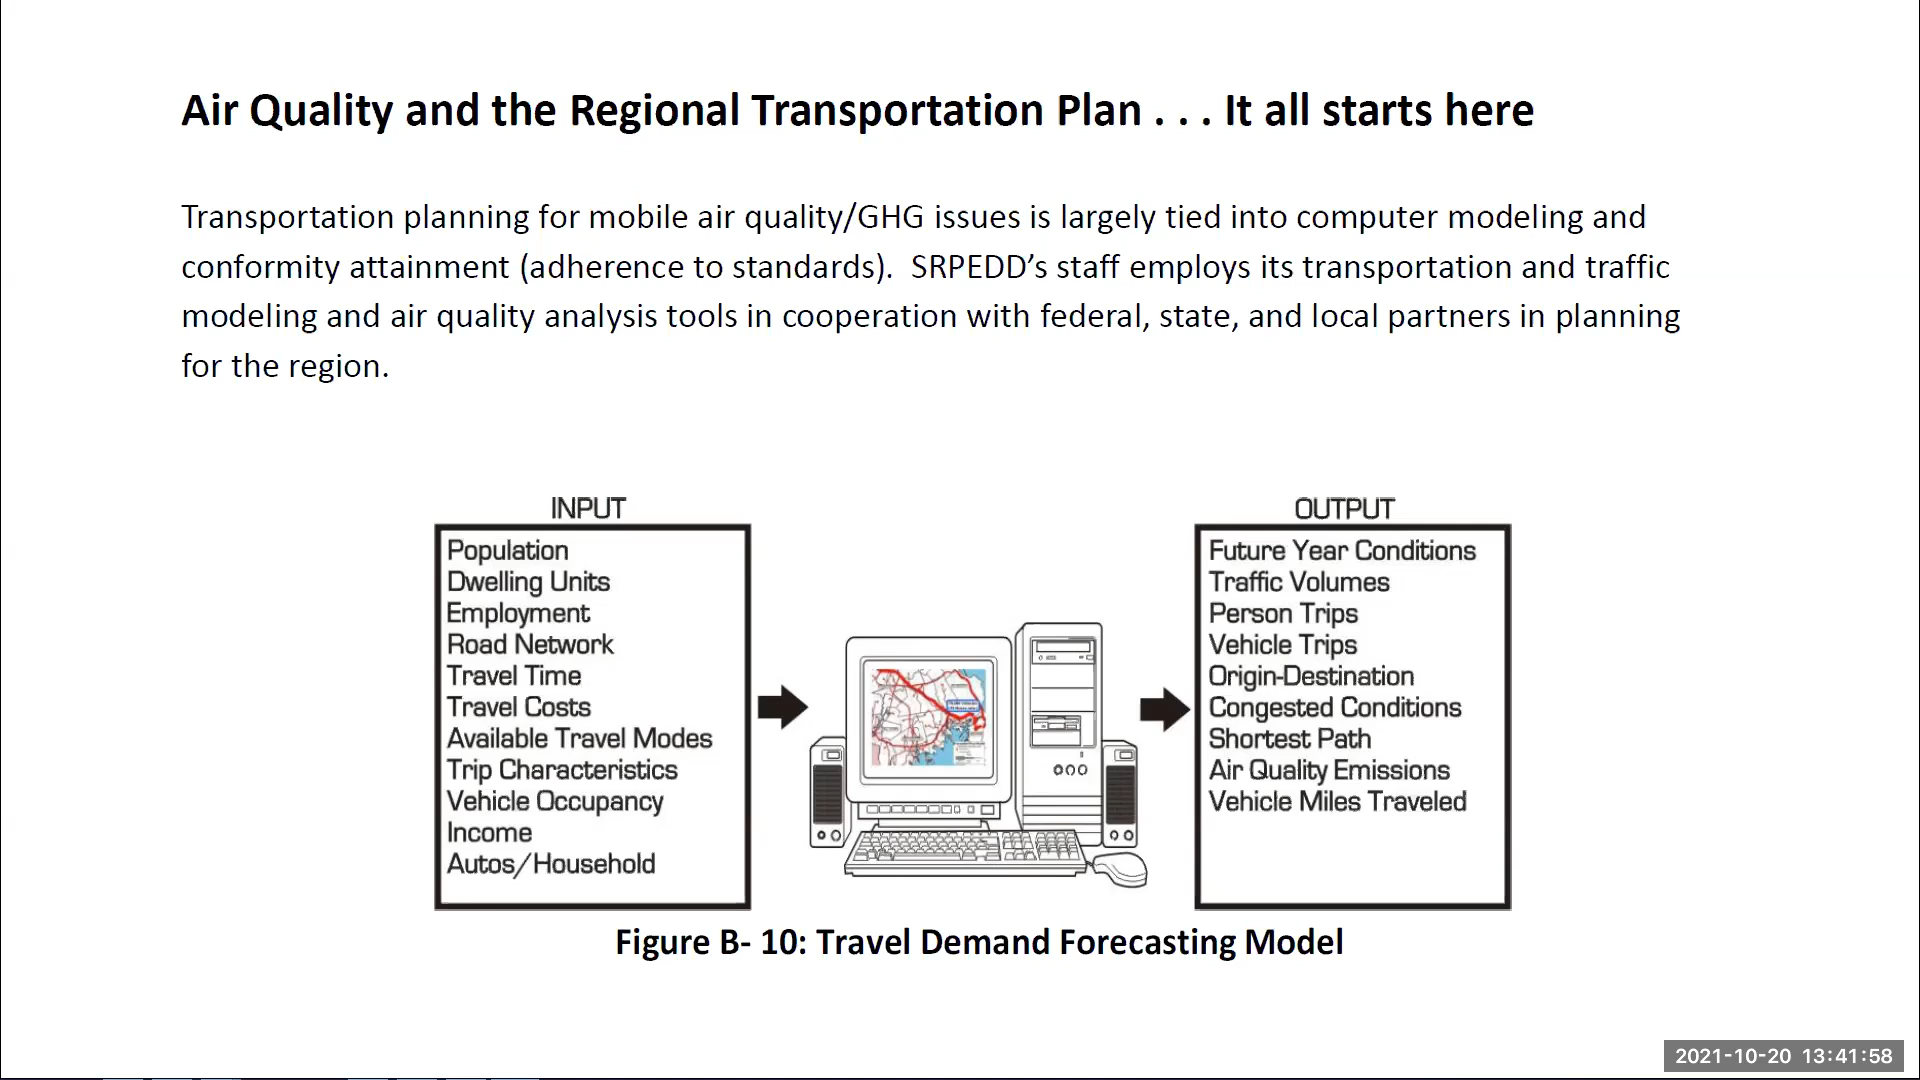 Air Quality and the Regional Transportation Plan . . . It all starts here
Transportation planning for mobile air quality/GHG issues is largely tied into computer modeling and
conformity attainment (adherence to standards).  SRPEDD’s staff employs its transportation and traffic
modeling and air quality analysis tools in cooperation with federal, state, and local partners in planning
for the region.
INPUT
Population
Dwelling Units
Employment
Road Network
Travel Time
Travel Costs
Available Travel Modes
Trip Characteristics
Vehicle Occupancy
Income
Autos/Household
OUTPUT
Future Year Conditions
Traffic Volumes
Person Trips
Vehicle Trips
Origin-Destination
Congested Conditions
Shortest Path
Air Quality Emissions
Vehicle Miles Traveled
Figure B- 10: Travel Demand Forecasting Model
2021-10-20 13:41:58